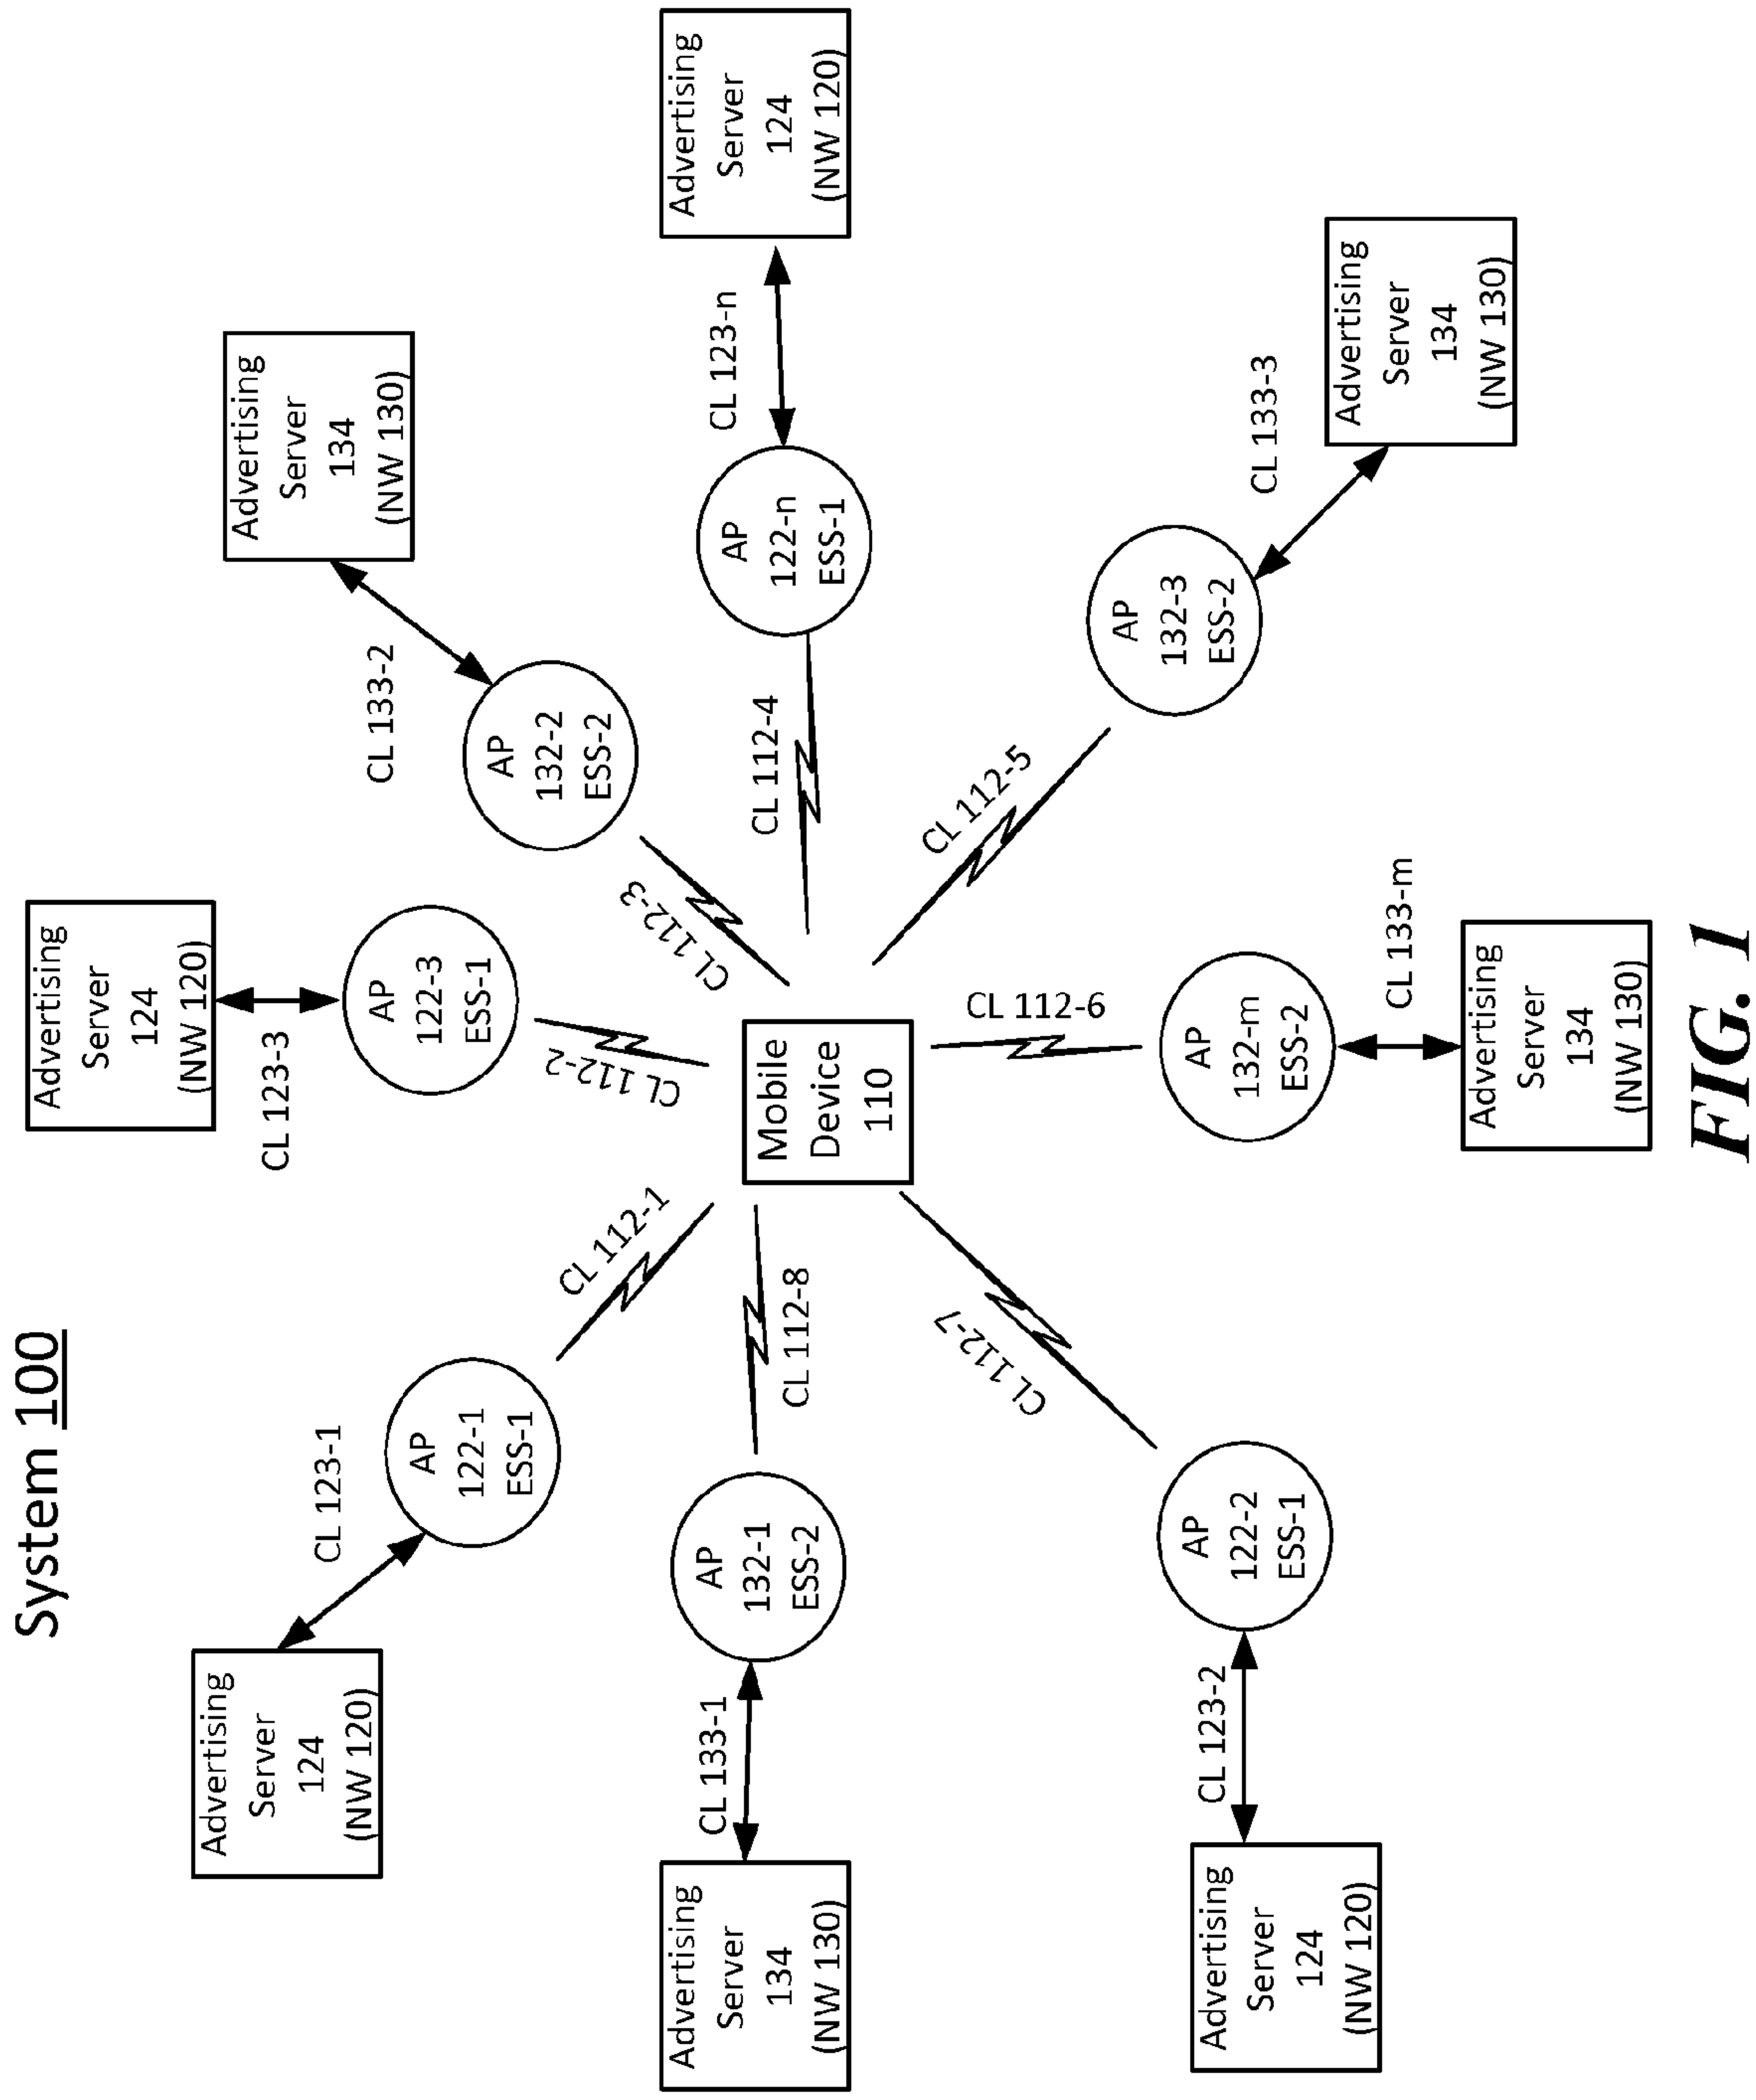 System 100
Advertising
Server
124
(NW 120)
CL 123-3
AP
122-3
ESS-1
CL 112-2
Advertising
Server
124
(NW 120)
CL 123-1
AP
122-1
ESS-1
CL 112-1
Advertising
Server
134
(NW 130)
CL 133-2
AP
132-2
ESS-2
CL 112-3
Advertising
Server
134
(NW 130)
CL 133-1
AP
132-1
ESS-2
CL 112-8
Mobile
Device
110
CL 112-4
AP
122-n
ESS-1
CL 123-n
Advertising
Server
124
(NW 120)
CL 112-7
AP
122-2
ESS-1
CL 123-2
Advertising
Server
124
(NW 120)
CL 112-6
AP
132-m
ESS-2
CL 133-m
Advertising
Server
134
(NW 130)
CL 112-5
AP
132-3
ESS-2
CL 133-3
Advertising
Server
134
(NW 130)
FIG. 1